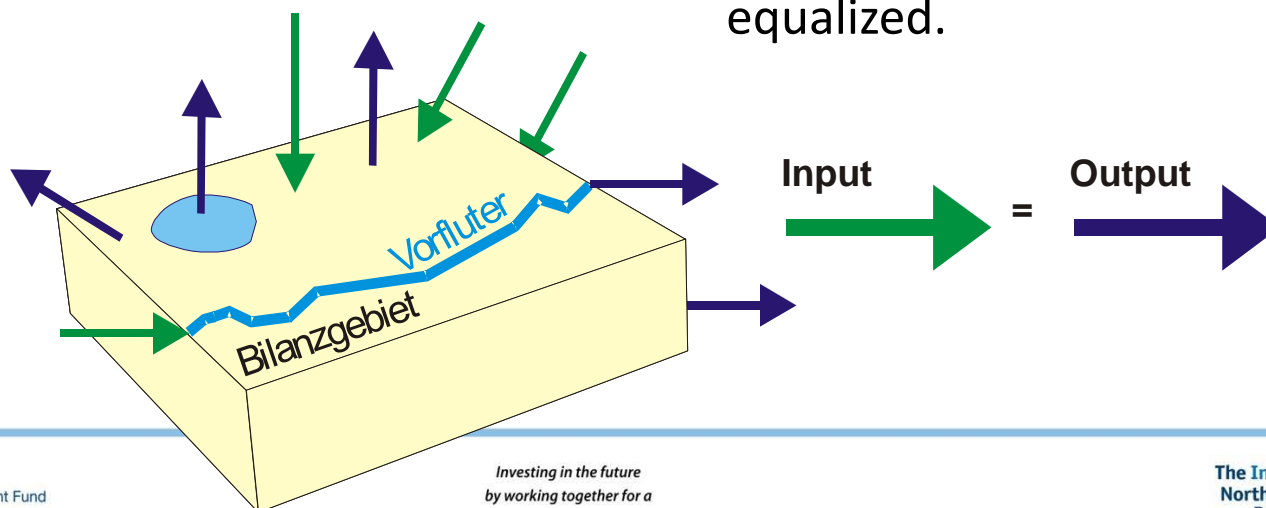 equalized.
Input
=
Output
Vorfluter
Bilanzgebiet
Investing in the future
by working together for a
nt Fund
The In
North